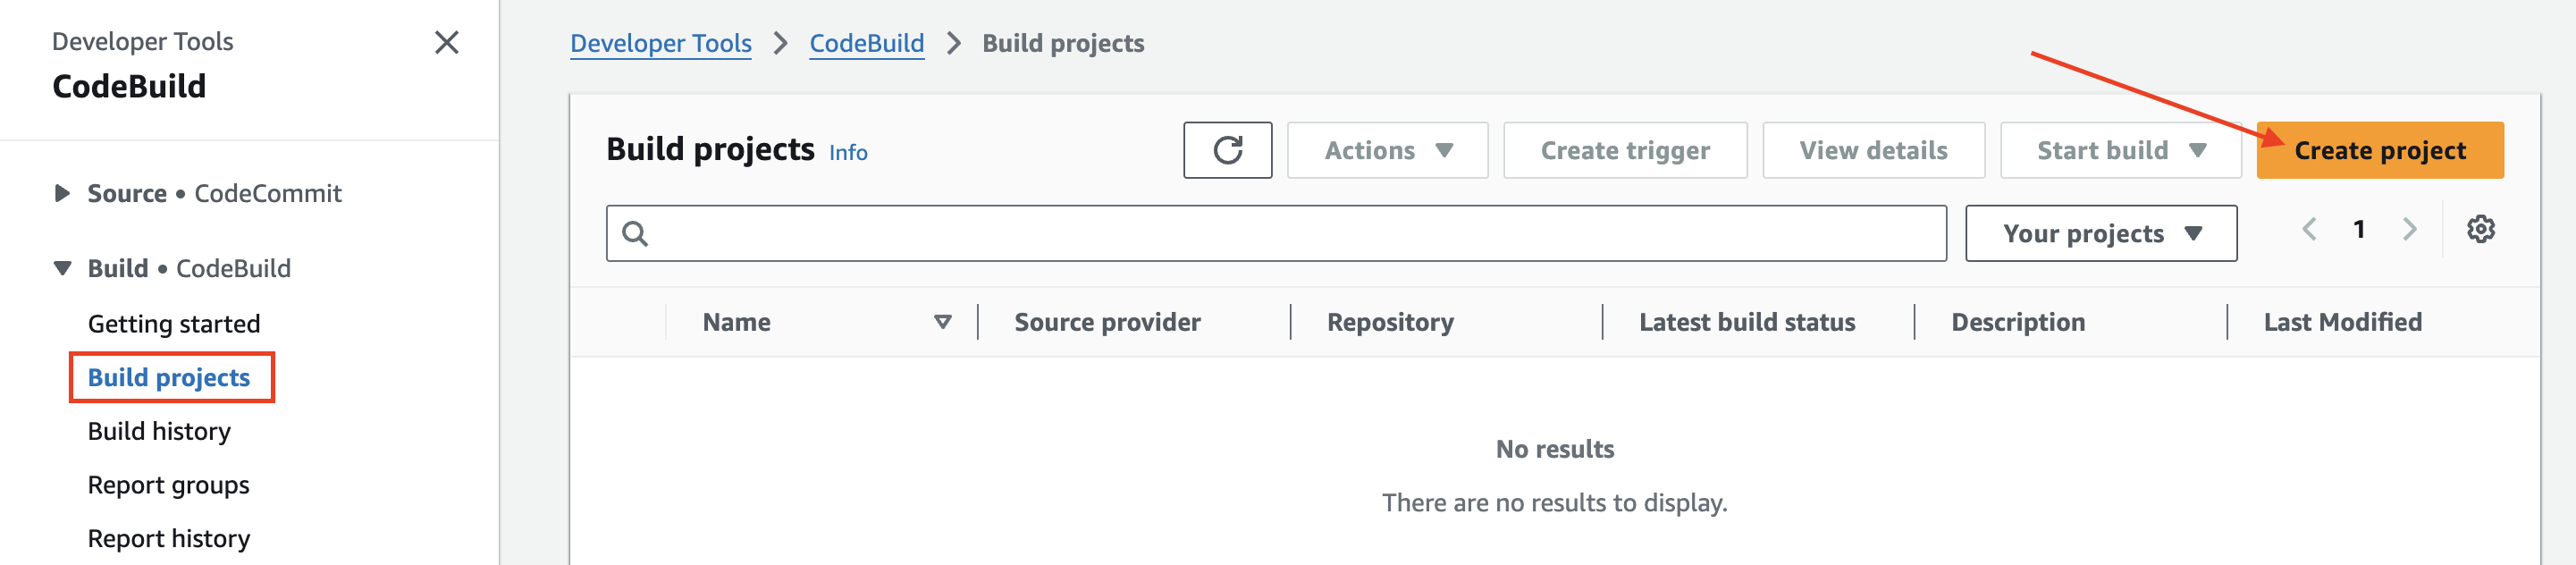 Developer Tools
CodeBuild
Source • CodeCommit
Build • CodeBuild
Getting started
Build projects
Build history
Report groups
Report history
Developer Tools > CodeBuild > Build projects
Build projects Info
Actions
Create trigger
View details
Start build
Create project
Your projects
1
Name
Source provider
Repository
Latest build status
Description
Last Modified
No results
There are no results to display.